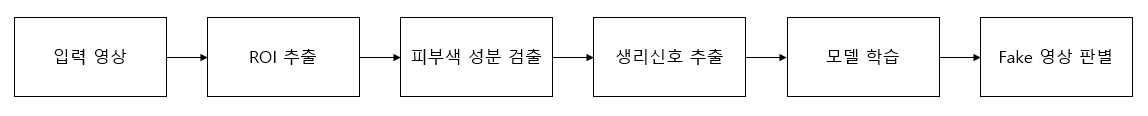 입력 영상
ROI 추출
피부색 성분 검출
생리신호 추출
모델 학습
Fake 영상 판별